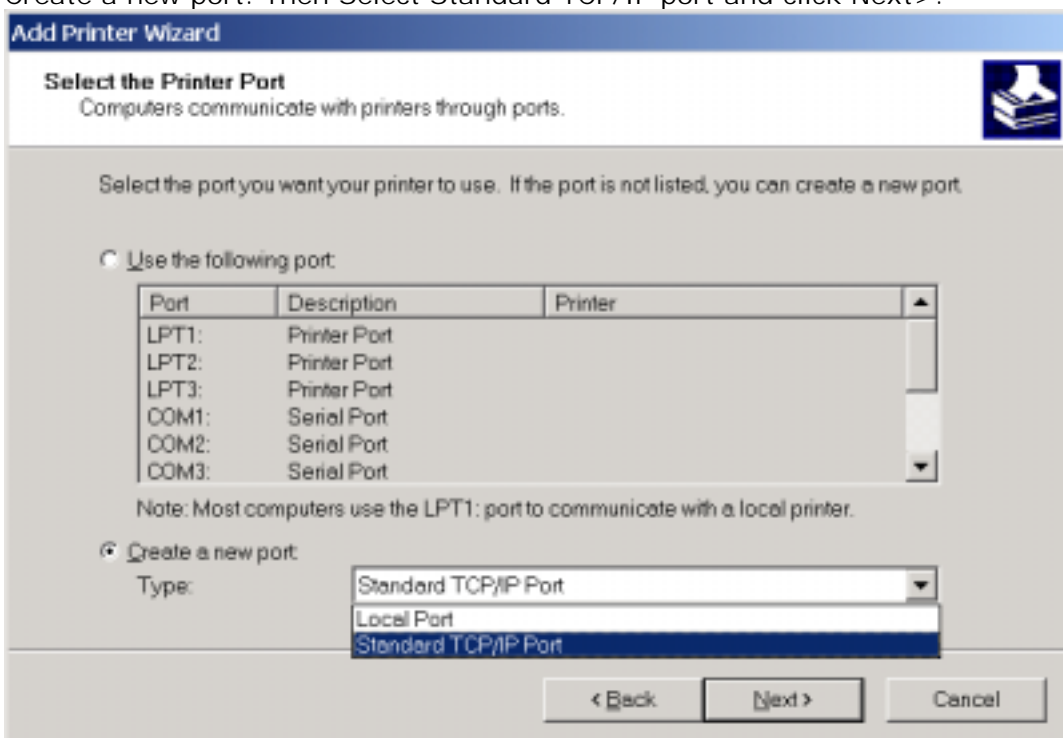 Create a new port. Then Select Standard TCP/IP port and click Next>.
Add Printer Wizard
Select the Printer Port
Computers communicate with printers through ports.
Select the port you want your printer to use. If the port is not listed, you can create a new port.
Use the following port:
Port Description Printer
LPT1: Printer Port
LPT2: Printer Port
LPT3: Printer Port
COM1: Serial Port
COM2: Serial Port
COM3: Serial Port
Note: Most computers use the LPT1: port to communicate with a local printer.
Create a new port:
Type: Standard TCP/IP Port
Local Port
Standard TCP/IP Port
< Back Next > Cancel